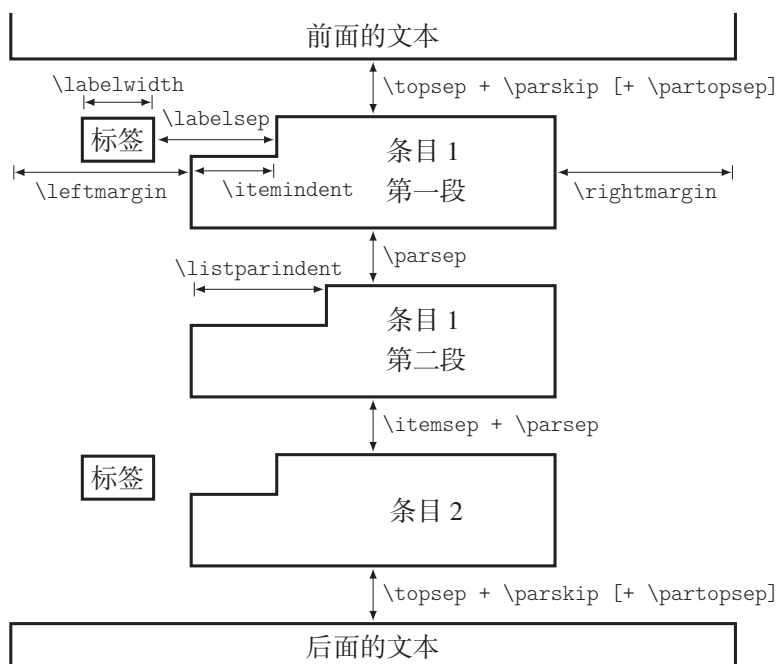 前面的文本
\labelwidth
\topsep + \parskip [+ \partopsep]
\labelsep
标签
条目 1
第一段
\leftmargin
\itemindent
\rightmargin
\parsep
\listparindent
条目 1
第二段
\itemsep + \parsep
标签
条目 2
\topsep + \parskip [+ \partopsep]
后面的文本